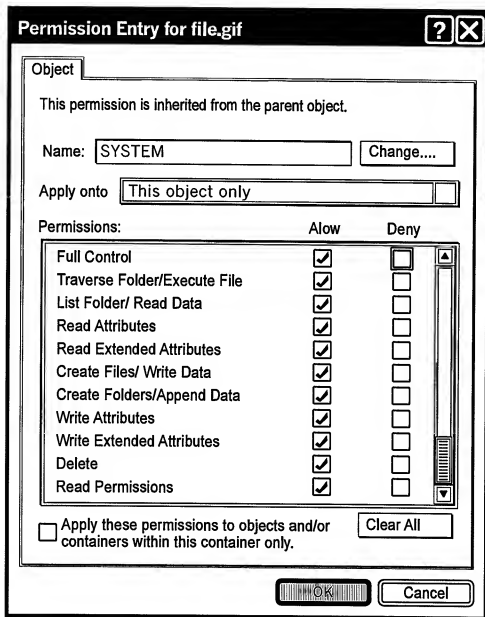 Permission Entry for file.gif ? X
Object
This permission is inherited from the parent object.
Name: SYSTEM Change....
Apply onto This object only
Permissions: Alow Deny
Full Control
Traverse Folder/Execute File
List Folder/ Read Data
Read Attributes
Read Extended Attributes
Create Files/ Write Data
Create Folders/Append Data
Write Attributes
Write Extended Attributes
Delete
Read Permissions
Apply these permissions to objects and/or Clear All
containers within this container only.
OK Cancel